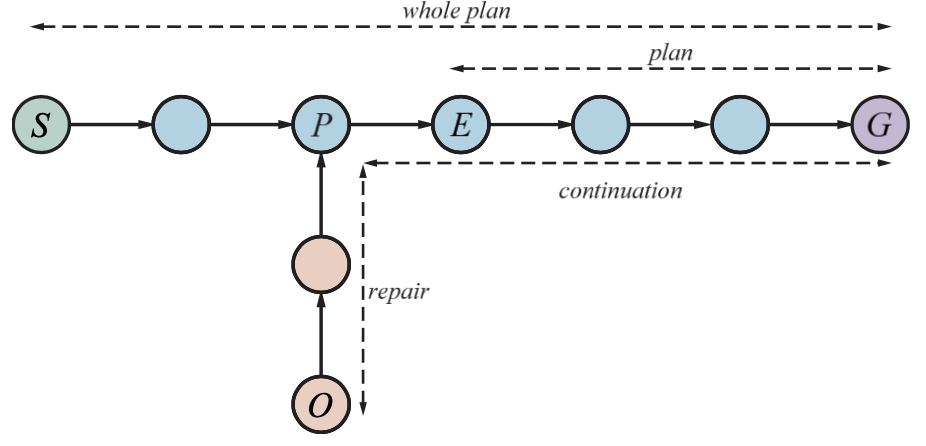 whole plan
plan
S
P
E
G
continuation
repair
O